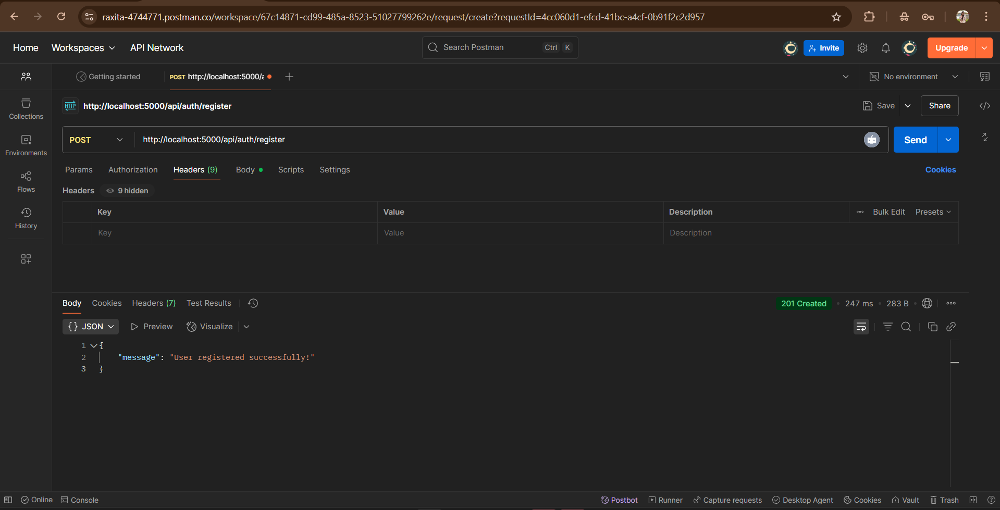 raxita-4744771.postman.co/workspace/67c14871-cd99-485a-8523-51027799262e/request/create?requestId=4cc060d1-efcd-41bc-a4cf-0b91f2c2d957
Home Workspaces API Network Search Postman Ctrl K Invite Upgrade
Getting started POST http://localhost:5000/a No environment
HTTP http://localhost:5000/api/auth/register Save Share
Collections
POST http://localhost:5000/api/auth/register Send
Environments
Params Authorization Headers (9) Body Scripts Settings Cookies
Flows
Headers 9 hidden
Key Value Description Bulk Edit Presets
History
Key Value Description
Body Cookies Headers (7) Test Results 201 Created 247 ms 283 B
{} JSON Preview Visualize
1 {
2 "message": "User registered successfully!"
3 }
Online Console Postbot Runner Capture requests Desktop Agent Cookies Vault Trash